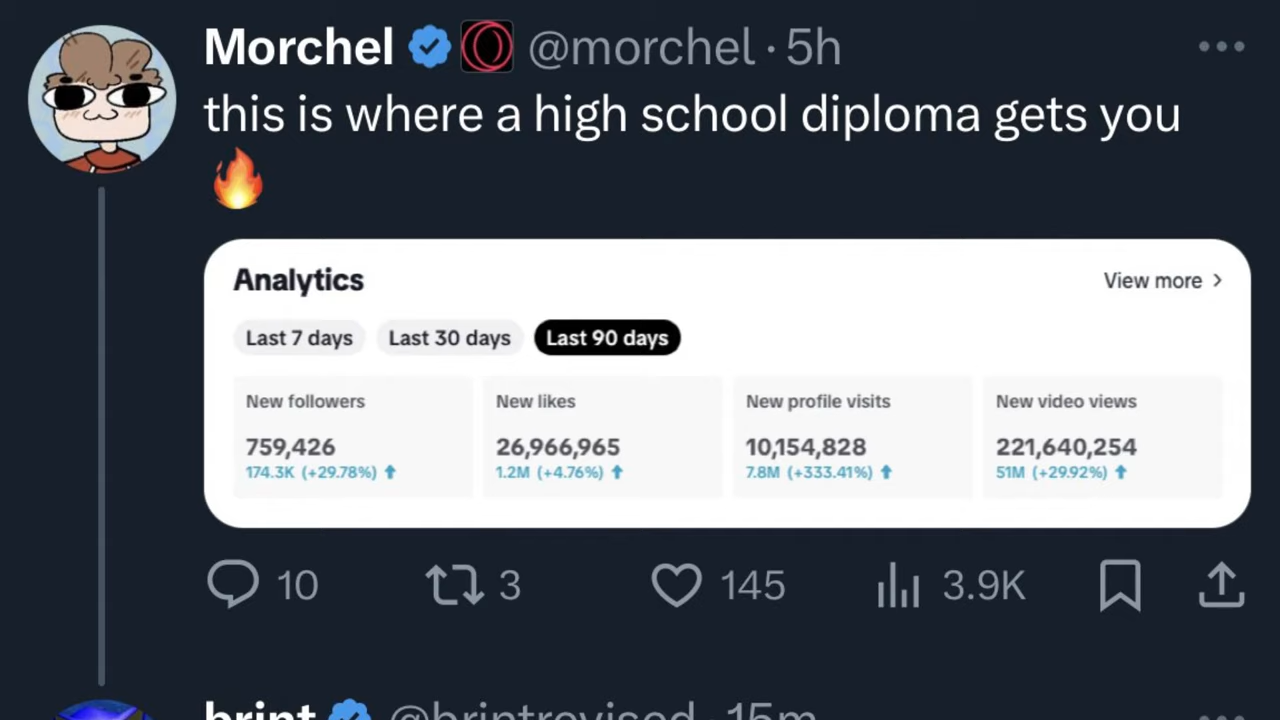 Morchel @morchel · 5h
this is where a high school diploma gets you
🔥
Analytics
View more >
Last 7 days Last 30 days Last 90 days
New followers New likes New profile visits New video views
759,426 26,966,965 10,154,828 221,640,254
174.3K (+29.78%) ↑ 1.2M (+4.76%) ↑ 7.8M (+333.41%) ↑ 51M (+29.92%) ↑
10 3 145 3.9K
brint @brintrevised · 15m